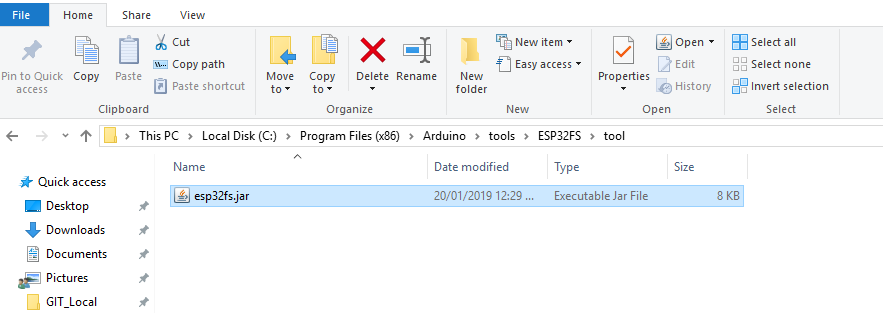 File Home Share View
Pin to Quick access
Copy
Paste
Cut
Copy path
Paste shortcut
Clipboard
Move to
Copy to
Delete
Rename
Organize
New folder
New item
Easy access
New
Properties
Open
Edit
History
Open
Select all
Select none
Invert selection
Select
This PC > Local Disk (C:) > Program Files (x86) > Arduino > tools > ESP32FS > tool
Name Date modified Type Size
esp32fs.jar 20/01/2019 12:29 ... Executable Jar File 8 KB
Quick access
Desktop
Downloads
Documents
Pictures
GIT_Local